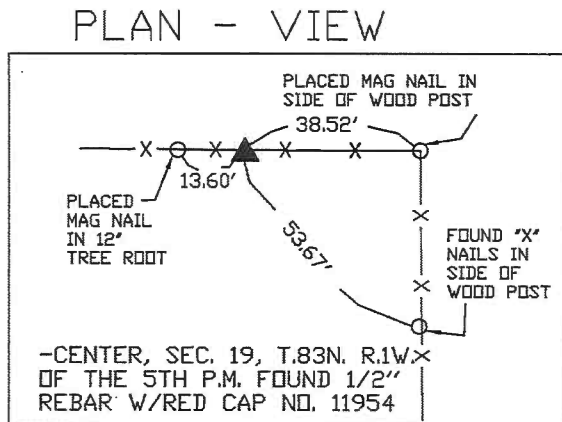 PLAN - VIEW
PLACED MAG NAIL IN
SIDE OF WOOD POST
38.52'
13.60'
PLACED
MAG NAIL
IN 12"
TREE ROOT
53.67'
FOUND "X"
NAILS IN
SIDE OF
WOOD POST
-CENTER, SEC. 19, T.83N. R.1W.
OF THE 5TH P.M. FOUND 1/2"
REBAR W/RED CAP NO. 11954